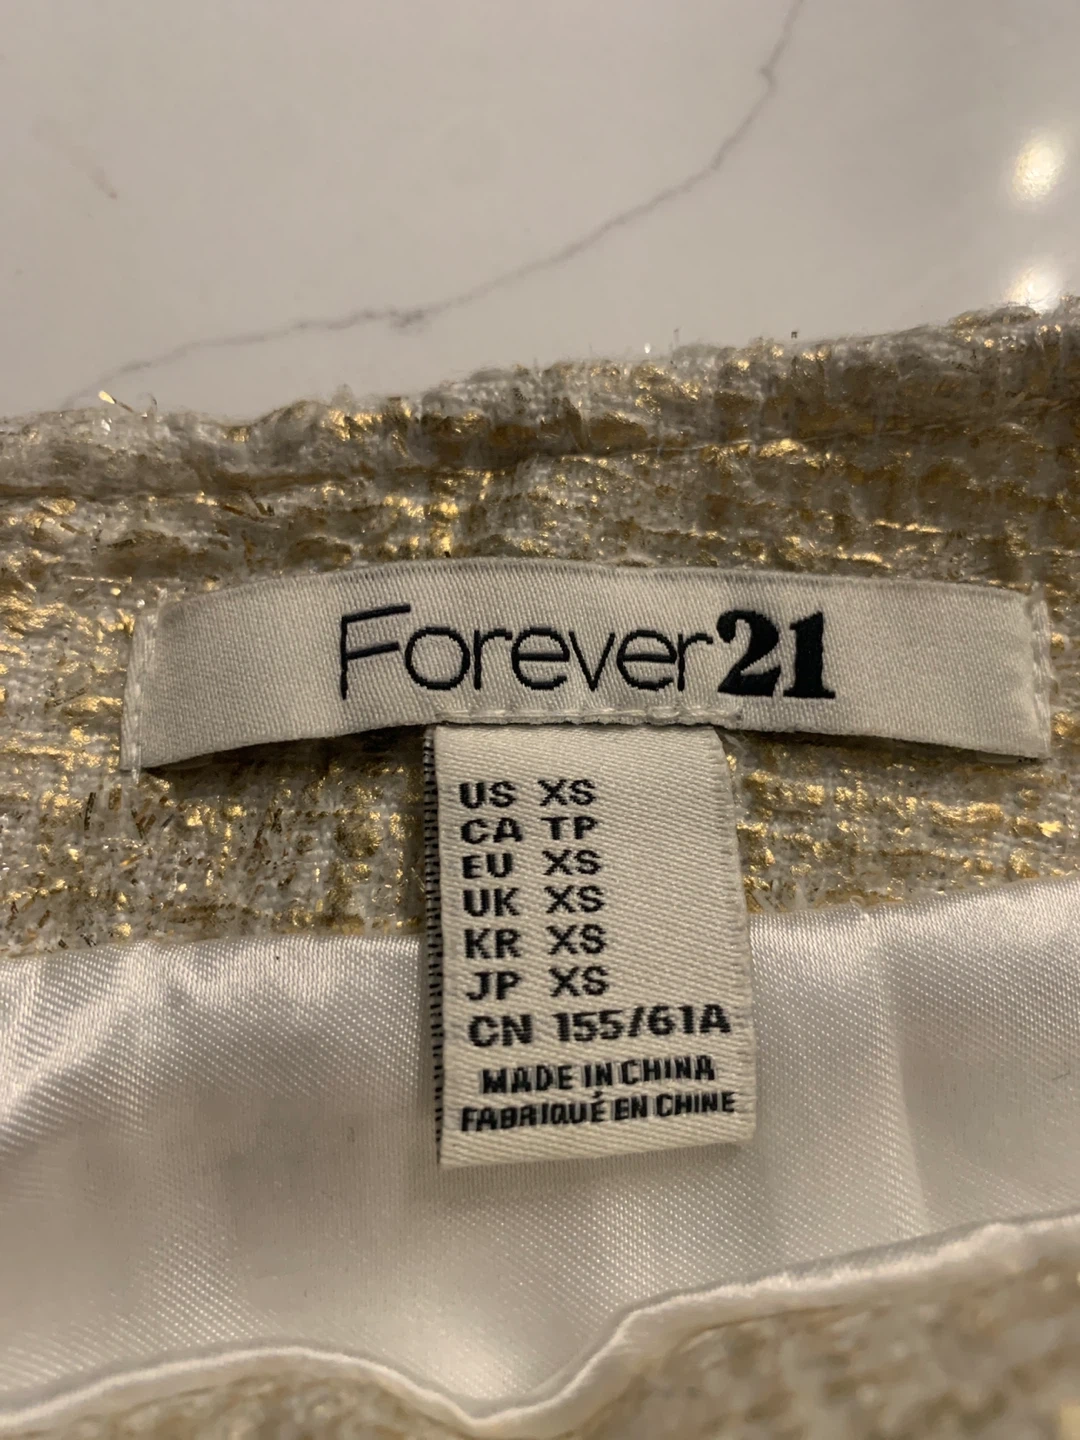 Forever21
US XS
CA TP
EU XS
UK XS
KR XS
JP XS
CN 155/61A
MADE IN CHINA
FABRIQUÉ EN CHINE